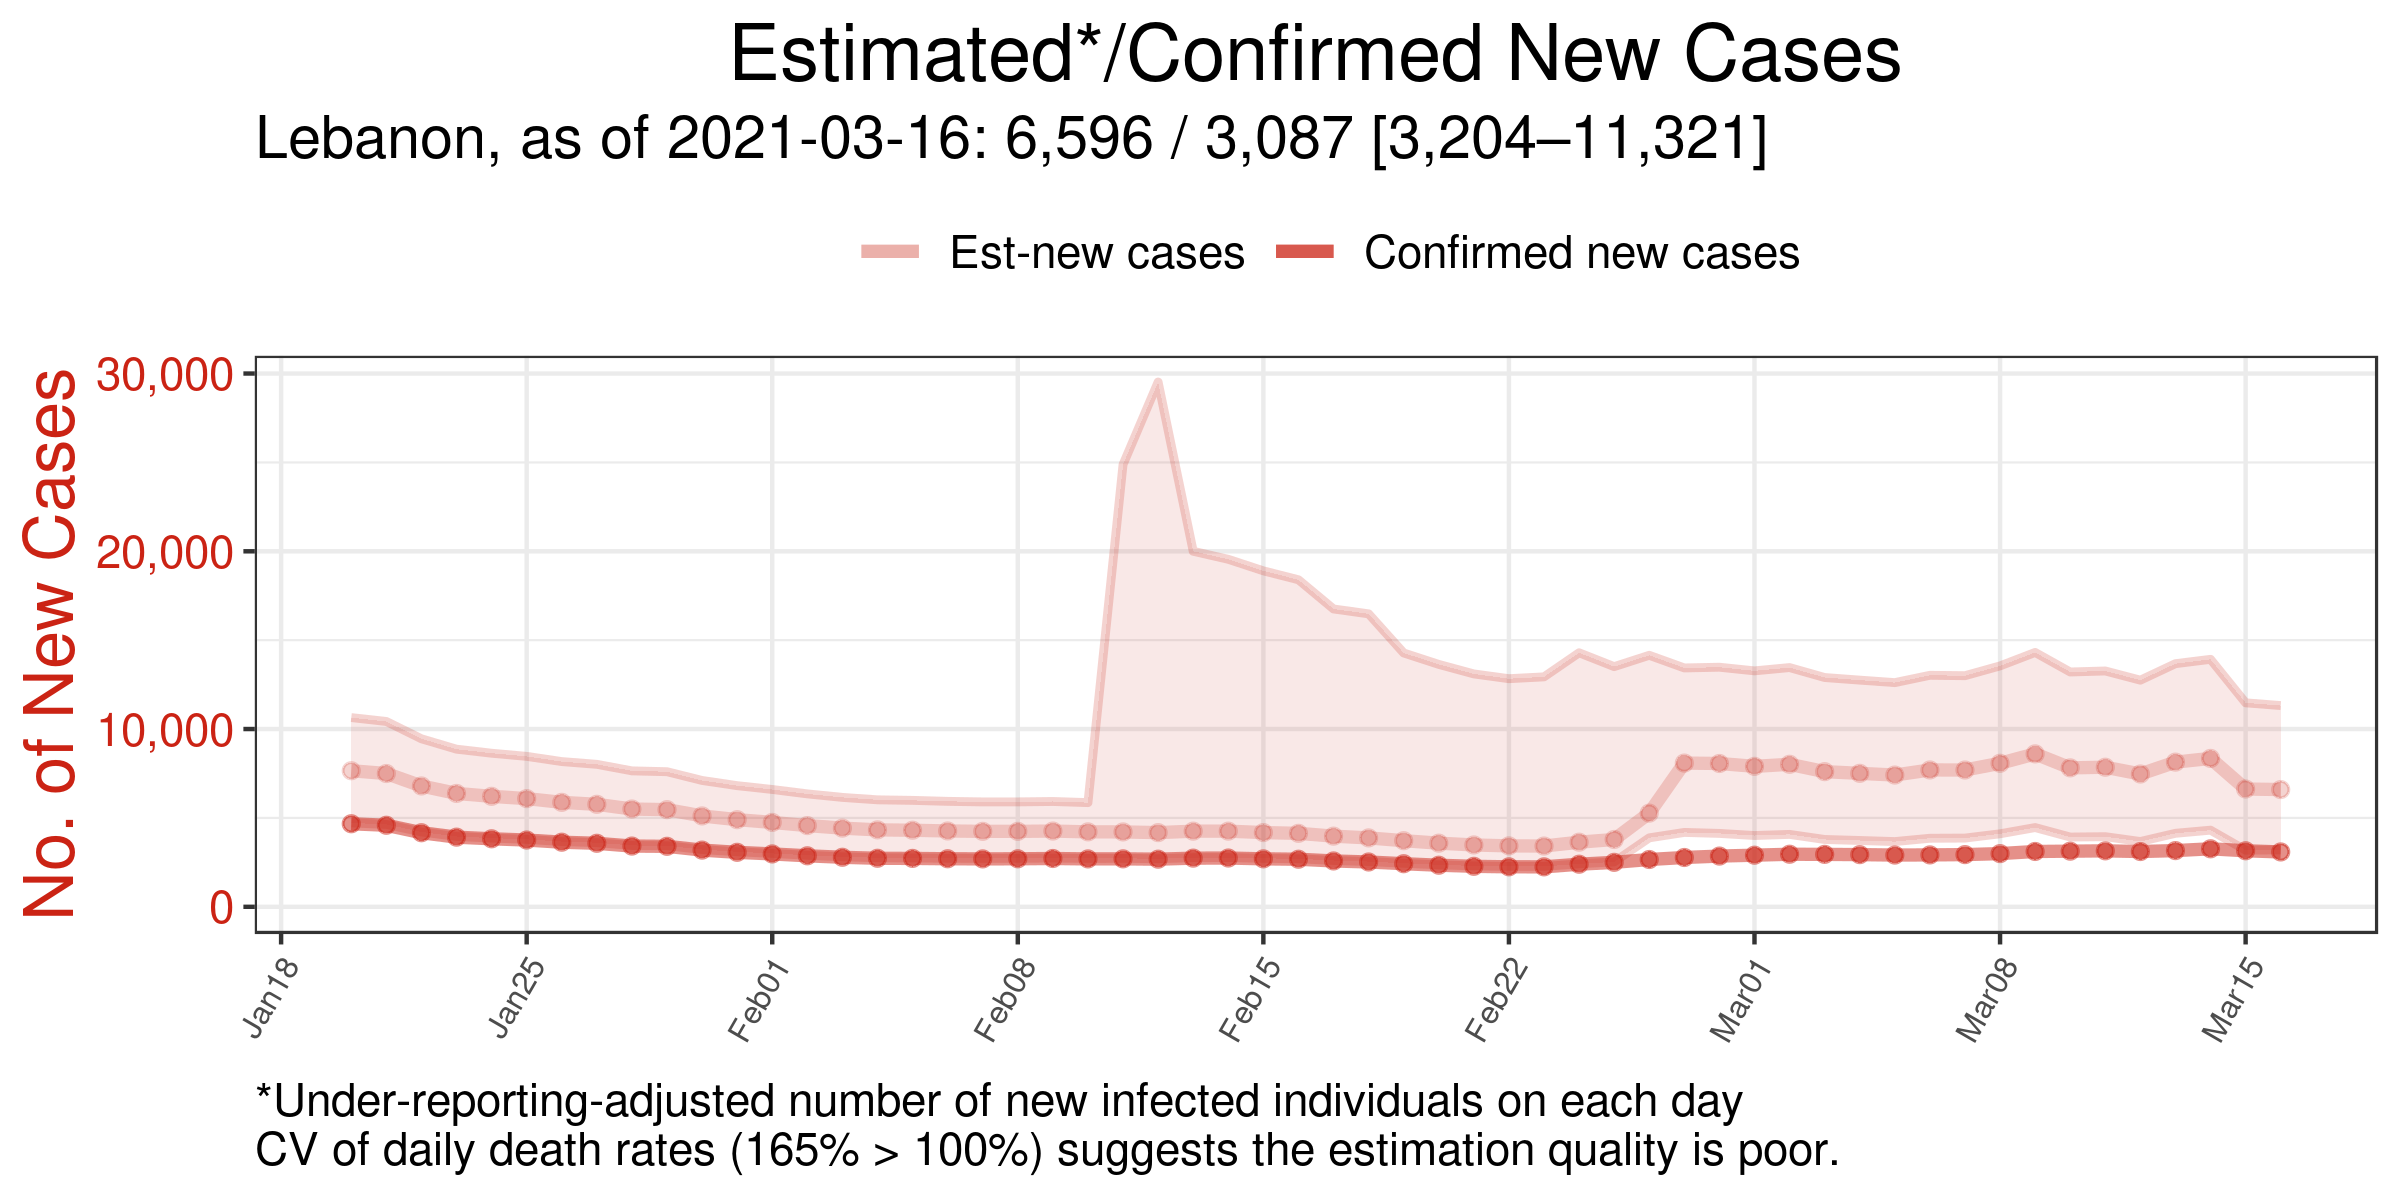 Estimated*/Confirmed New Cases
Lebanon, as of 2021-03-16: 6,596 / 3,087 [3,204–11,321]
Est-new cases
Confirmed new cases
No. of New Cases
30,000
20,000
10,000
0
Jan18
Jan25
Feb01
Feb08
Feb15
Feb22
Mar01
Mar08
Mar15
*Under-reporting-adjusted number of new infected individuals on each day
CV of daily death rates (165% > 100%) suggests the estimation quality is poor.